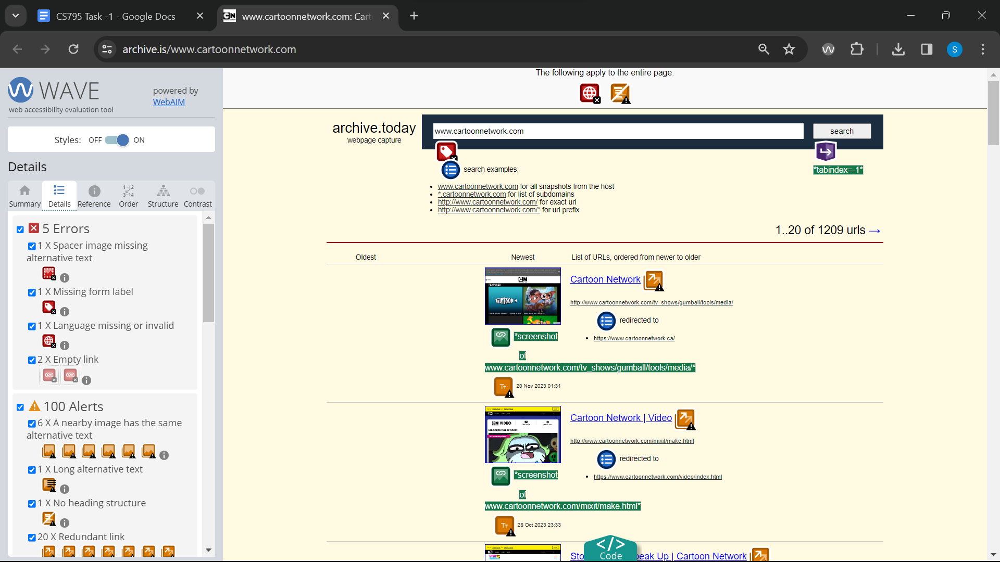 CS795 Task -1 - Google Docs
www.cartoonnetwork.com: Cart
archive.is/www.cartoonnetwork.com
S
WAVE
web accessibility evaluation tool
powered by
WebAIM
Styles: OFF ON
Details
Summary Details Reference Order Structure Contrast
5 Errors
1 X Spacer image missing
alternative text
1 X Missing form label
1 X Language missing or invalid
2 X Empty link
100 Alerts
6 X A nearby image has the same
alternative text
1 X Long alternative text
1 X No heading structure
20 X Redundant link
The following apply to the entire page:
archive.today
webpage capture
www.cartoonnetwork.com
search
*tabindex=-1*
search examples:
www.cartoonnetwork.com for all snapshots from the host
*.cartoonnetwork.com for list of subdomains
http://www.cartoonnetwork.com/ for exact url
http://www.cartoonnetwork.com/* for url prefix
1..20 of 1209 urls →
Oldest Newest List of URLs, ordered from newer to older
CN
FEATURED
TELETOON+
Cartoon Network
http://www.cartoonnetwork.com/tv_shows/gumball/tools/media/
redirected to
https://www.cartoonnetwork.ca/
*screenshot
of
www.cartoonnetwork.com/tv_shows/gumball/tools/media/*
20 Nov 2023 01:31
CN VIDEO
UNLOCKED FULL EPISODES
Cartoon Network | Video
http://www.cartoonnetwork.com/mixit/make.html
redirected to
https://www.cartoonnetwork.com/video/index.html
*screenshot
of
www.cartoonnetwork.com/mixit/make.html*
28 Oct 2023 23:33
</> Code
eak Up | Cartoon Network